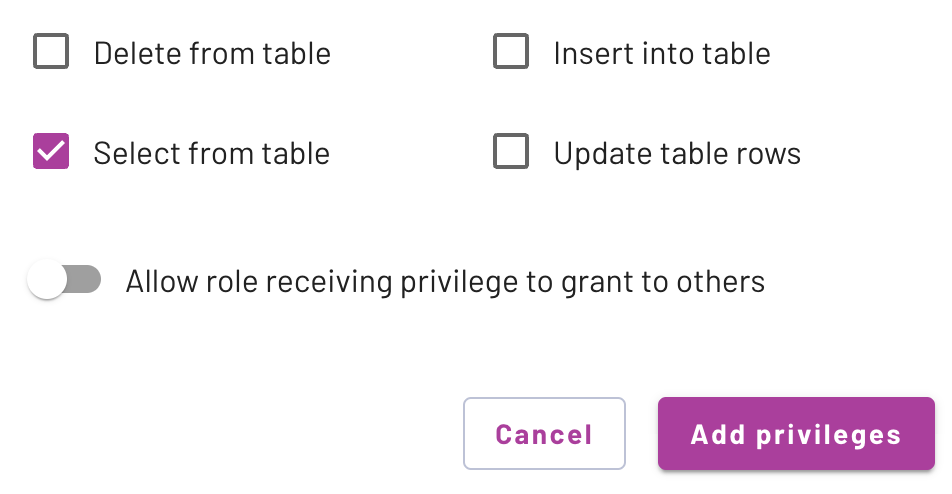 Delete from table
Insert into table
Select from table
Update table rows
Allow role receiving privilege to grant to others
Cancel
Add privileges